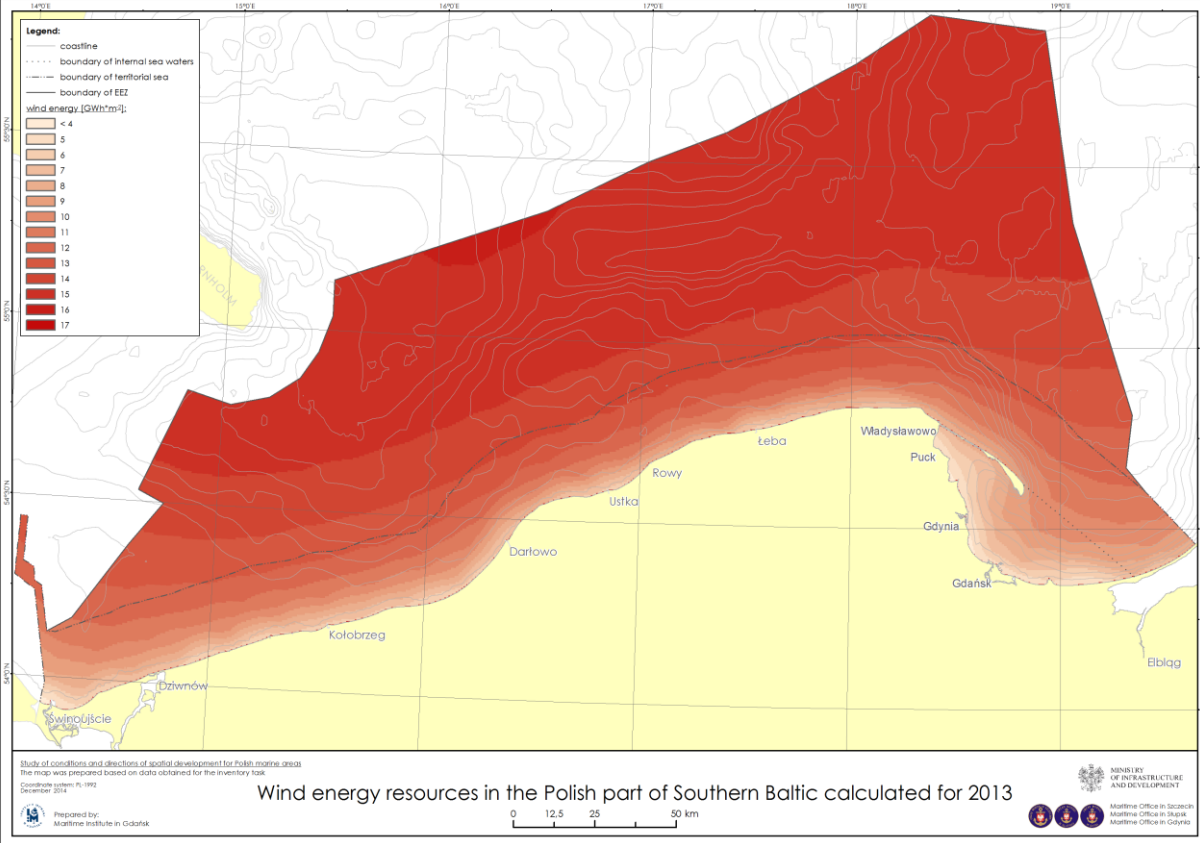 14°0'E 15°0'E 16°0'E 17°0'E 18°0'E 19°0'E
Legend:
coastline
boundary of internal sea waters
boundary of territorial sea
boundary of EEZ
wind energy [GWh*m²]:
< 4
5
6
7
8
9
10
11
12
13
14
15
16
17
55°30'N
55°0'N
54°30'N
54°0'N
RNHOLM
Władysławowo
Puck
Łeba
Rowy
Ustka
Gdynia
Darłowo
Gdańsk
Kołobrzeg
Elbląg
Dziwnów
Świnoujście
Study of conditions and directions of spatial development for Polish marine areas
The map was prepared based on data obtained for the inventory task
Coordinate system: PL-1992
December 2014
Prepared by:
Maritime Institute in Gdańsk
Wind energy resources in the Polish part of Southern Baltic calculated for 2013
0 12.5 25 50 km
MINISTRY
OF INFRASTRUCTURE
AND DEVELOPMENT
Maritime Office in Szczecin
Maritime Office in Słupsk
Maritime Office in Gdynia